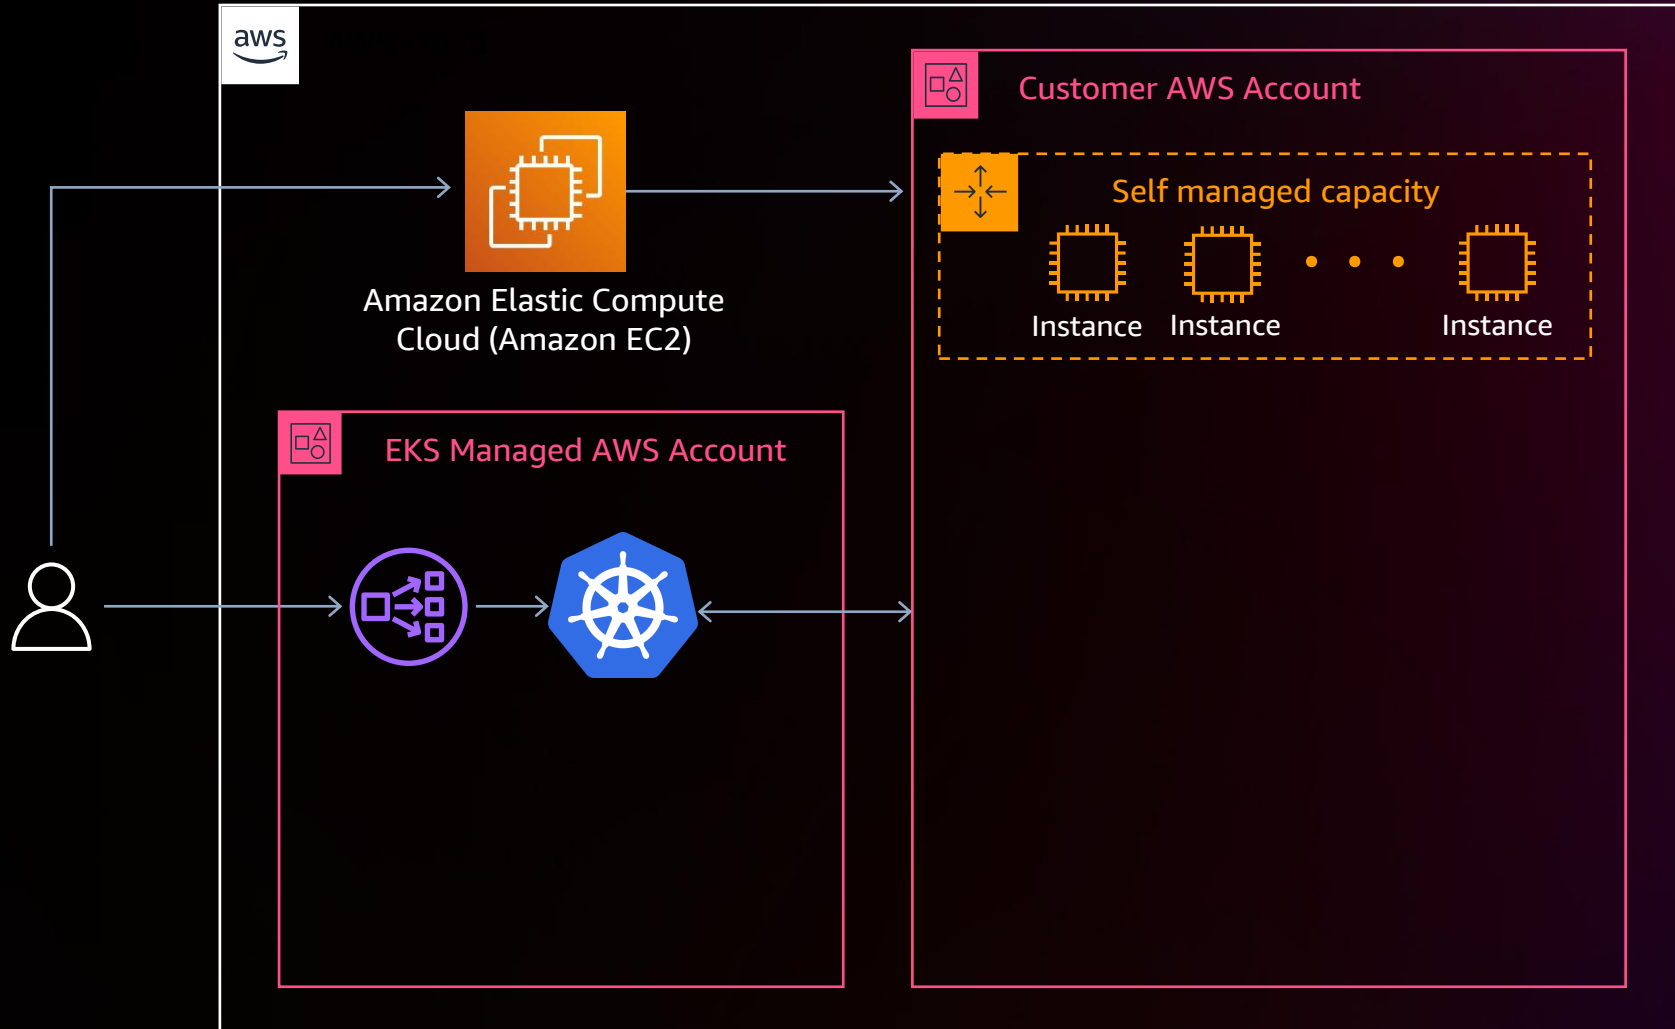 aws
Customer AWS Account
Self managed capacity
Instance Instance Instance
Amazon Elastic Compute
Cloud (Amazon EC2)
EKS Managed AWS Account